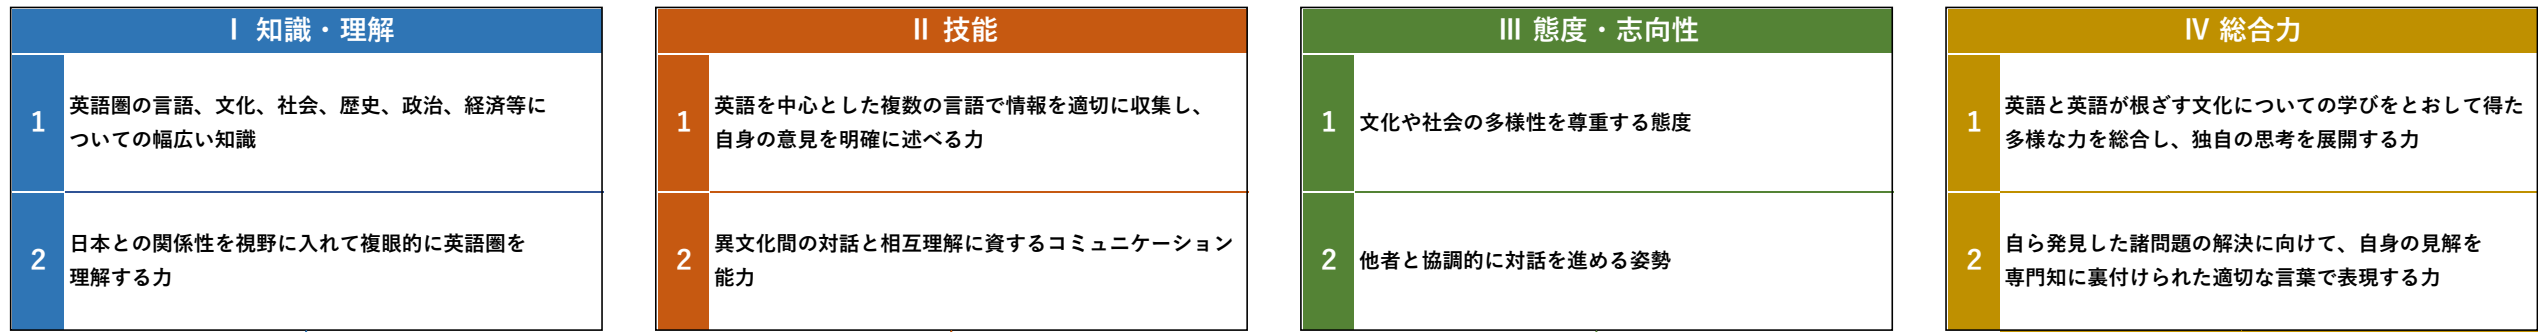 Ⅰ 知識・理解
1
英語圏の言語、文化、社会、歴史、政治、経済等に
ついての幅広い知識
2
日本との関係性を視野に入れて複眼的に英語圏を
理解する力
Ⅱ 技能
1
英語を中心とした複数の言語で情報を適切に収集し、
自身の意見を明確に述べる力
2
異文化間の対話と相互理解に資するコミュニケーション
能力
Ⅲ 態度・志向性
1
文化や社会の多様性を尊重する態度
2
他者と協調的に対話を進める姿勢
Ⅳ 総合力
1
英語と英語が根ざす文化についての学びをとおして得た
多様な力を総合し、独自の思考を展開する力
2
自ら発見した諸問題の解決に向けて、自身の見解を
専門知に裏付けられた適切な言葉で表現する力